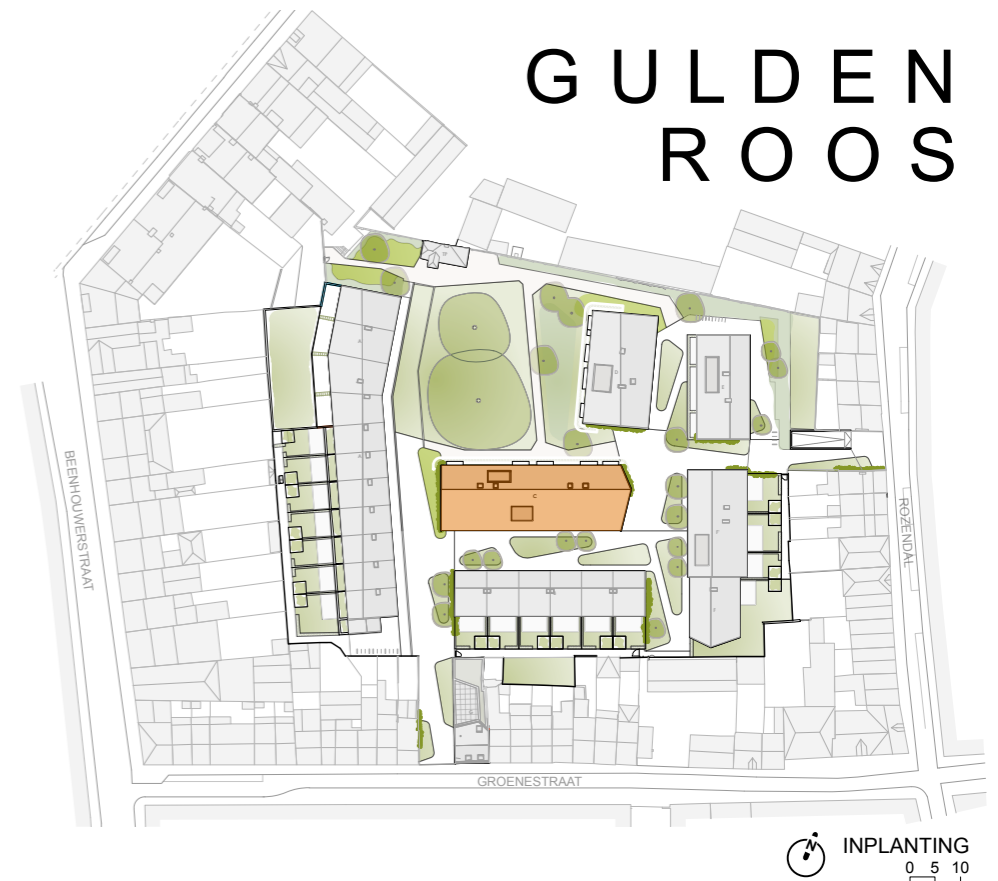 GULDEN
ROOS
BEENHOUWERSTRAAT
ROZENDAL
C
GROENESTRAAT
N
INPLANTING
0 5 10